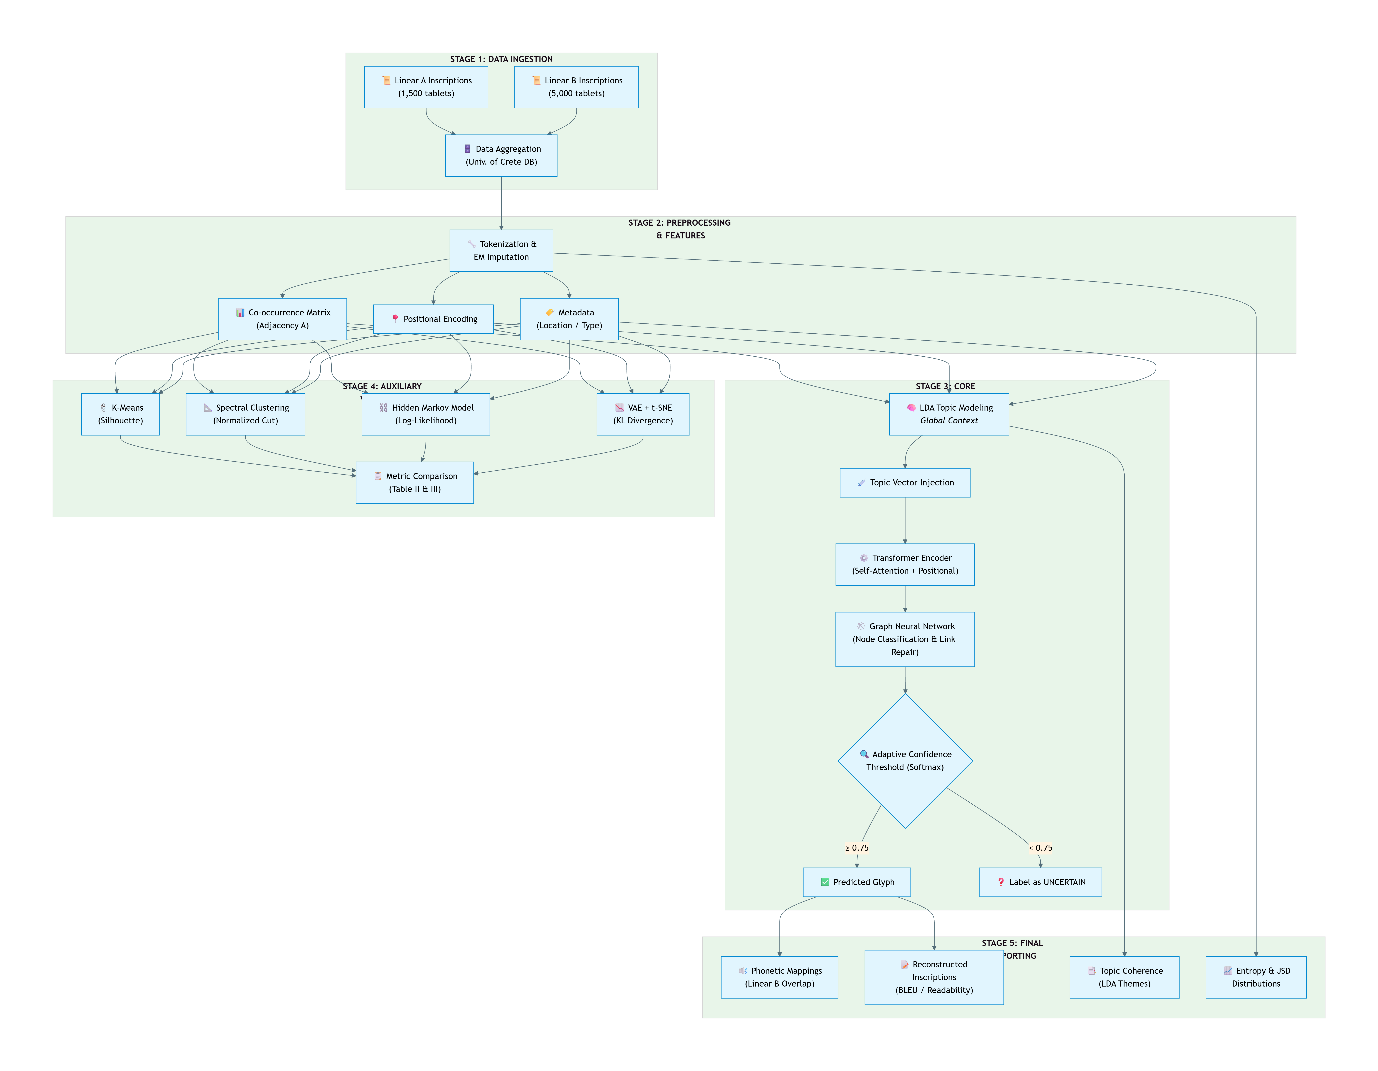 STAGE 1: DATA INGESTION
Linear A Inscriptions
(1,500 tablets)
Linear B Inscriptions
(5,000 tablets)
Data Aggregation
(Univ. of Crete DB)
STAGE 2: PREPROCESSING
& FEATURES
Tokenization &
EM Imputation
Co-occurrence Matrix
(Adjacency A)
Positional Encoding
Metadata
(Location / Type)
STAGE 4: AUXILIARY
K-Means
(Silhouette)
Spectral Clustering
(Normalized Cut)
Hidden Markov Model
(Log-Likelihood)
VAE + t-SNE
(KL Divergence)
Metric Comparison
(Table II & III)
STAGE 3: CORE
LDA Topic Modeling
Global Context
Topic Vector Injection
Transformer Encoder
(Self-Attention + Positional)
Graph Neural Network
(Node Classification & Link
Repair)
Adaptive Confidence
Threshold (Softmax)
≥ 0.75
< 0.75
Predicted Glyph
Label as UNCERTAIN
STAGE 5: FINAL
PORTING
Phonetic Mappings
(Linear B Overlap)
Reconstructed
Inscriptions
(BLEU / Readability)
Topic Coherence
(LDA Themes)
Entropy & JSD
Distributions